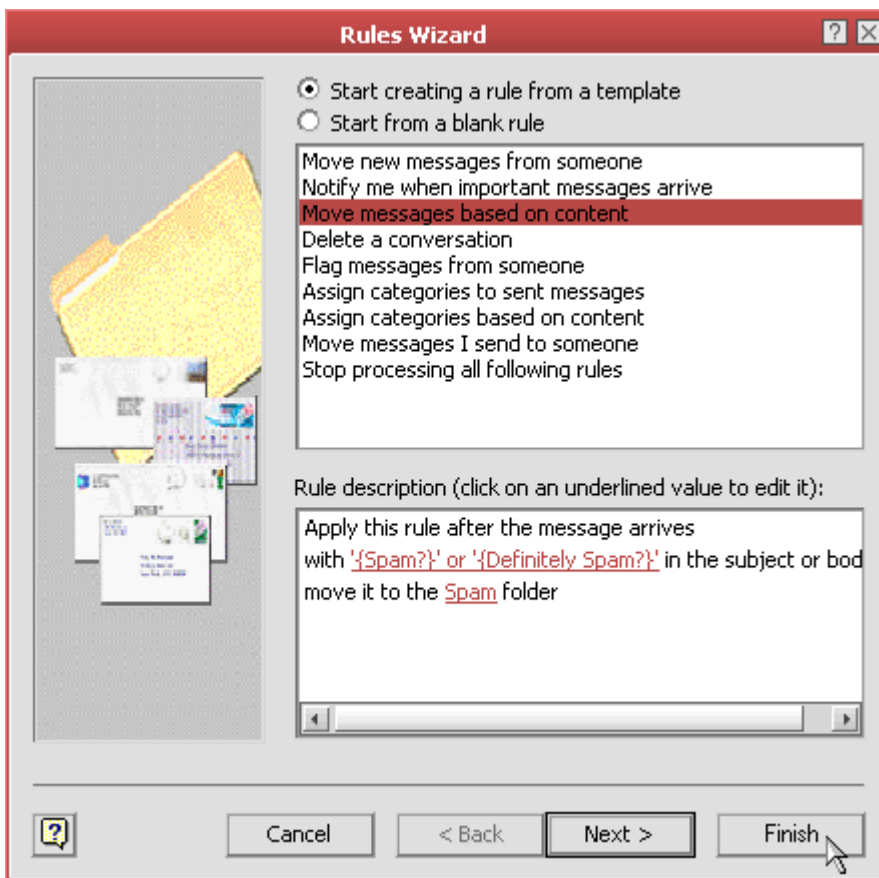 Rules Wizard
Start creating a rule from a template
Start from a blank rule
Move new messages from someone
Notify me when important messages arrive
Move messages based on content
Delete a conversation
Flag messages from someone
Assign categories to sent messages
Assign categories based on content
Move messages I send to someone
Stop processing all following rules
Rule description (click on an underlined value to edit it):
Apply this rule after the message arrives
with '{Spam?}' or '{Definitely Spam?}' in the subject or bod
move it to the Spam folder
Cancel
< Back
Next >
Finish